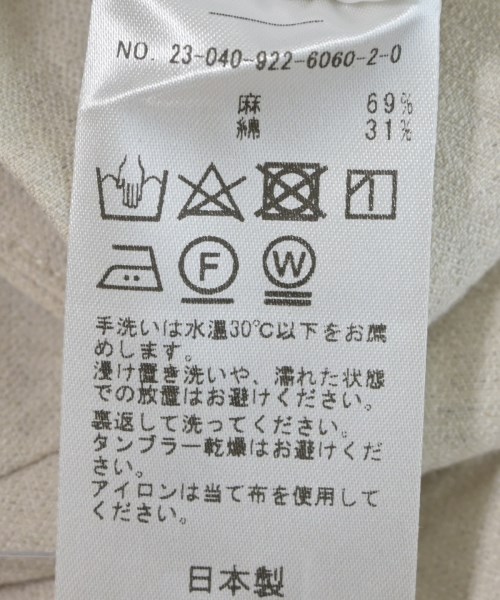 NO. 23-040-922-6060-2-0
麻 69%
綿 31%
F
W
手洗いは水温30℃以下をお薦
めします。
浸け置き洗いや、濡れた状態
での放置はお避けください。
裏返して洗ってください。
タンブラー乾燥はお避けくだ
さい。
アイロンは当て布を使用して
ください。
日本製